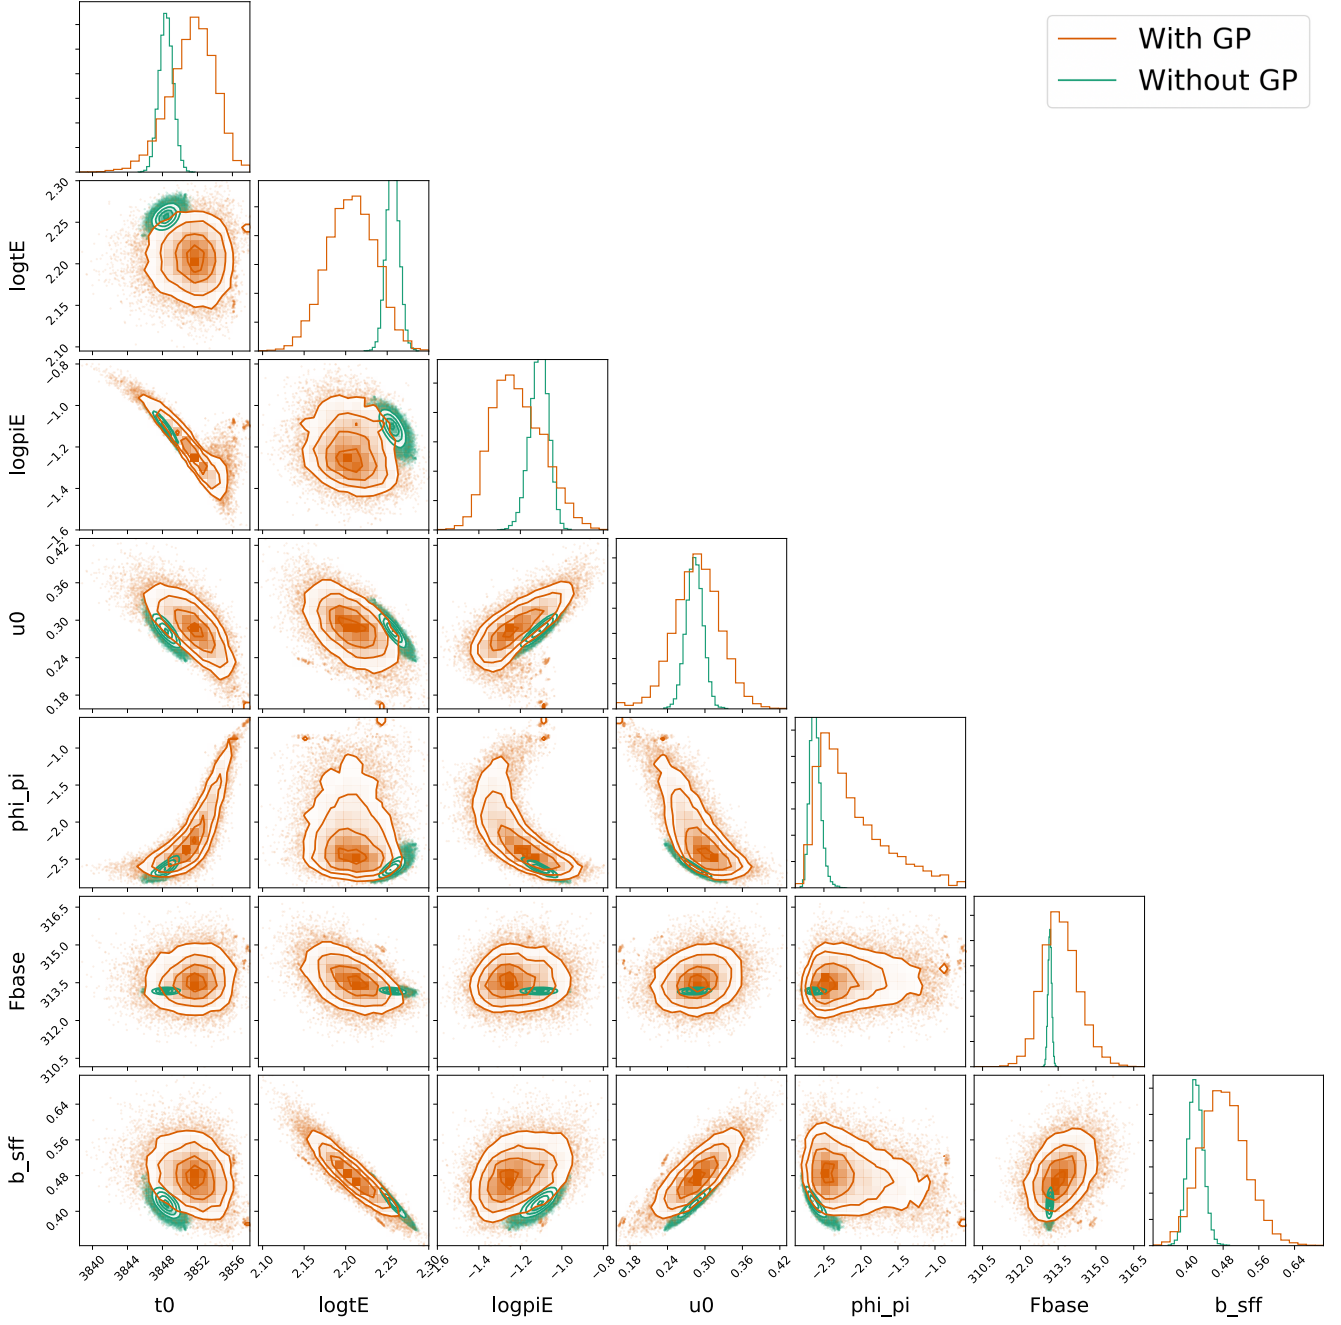 With GP
Without GP
logtE
2.30
2.25
2.20
2.15
2.10
logpiE
−0.8
−1.0
−1.2
−1.4
−1.6
u0
0.42
0.36
0.30
0.24
0.18
phi_pi
−1.0
−1.5
−2.0
−2.5
Fbase
316.5
315.0
313.5
312.0
310.5
b_sff
0.64
0.56
0.48
0.40
3840 3844 3848 3852 3856
2.10 2.15 2.20 2.25 2.30
−1.6 −1.4 −1.2 −1.0 −0.8
0.18 0.24 0.30 0.36 0.42
−2.5 −2.0 −1.5 −1.0
310.5 312.0 313.5 315.0 316.5
0.40 0.48 0.56 0.64
t0 logtE logpiE u0 phi_pi Fbase b_sff